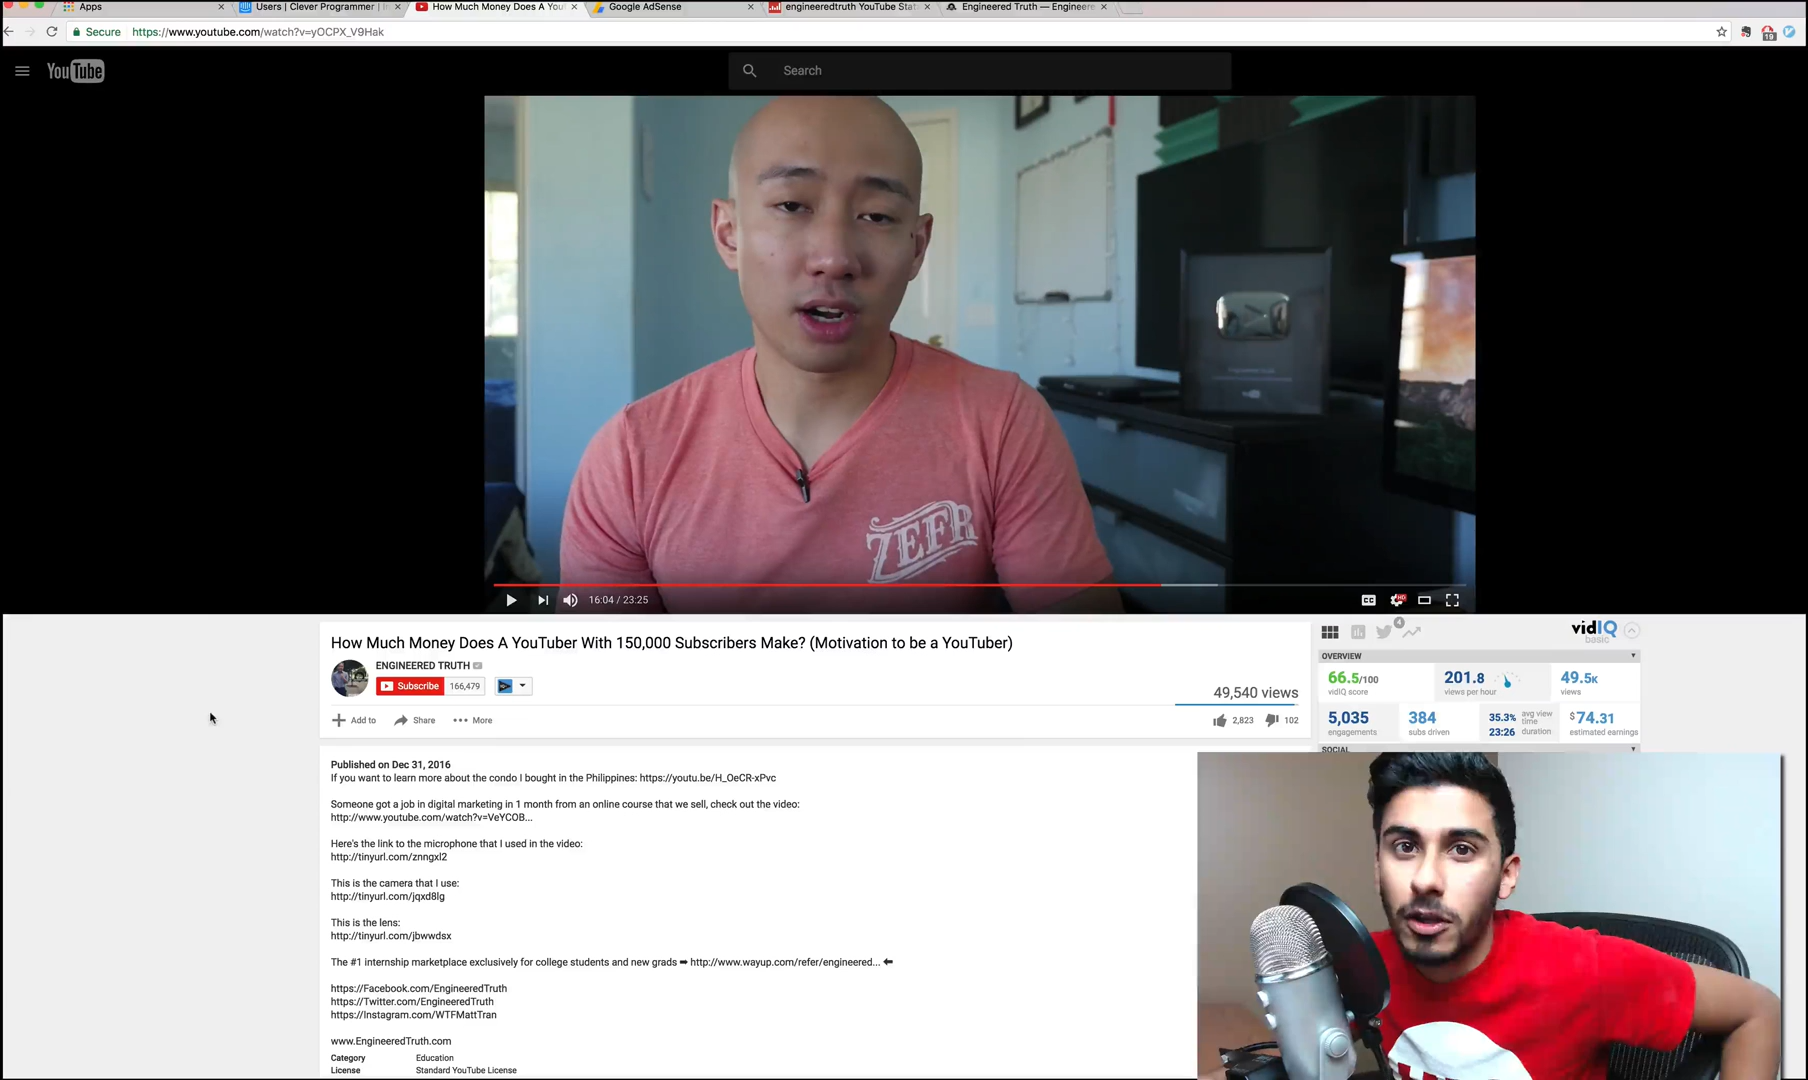 Apps
Users | Clever Programmer | In
How Much Money Does A You
Google AdSense
engineeredtruth YouTube Stat
Engineered Truth — Engineere
Secure https://www.youtube.com/watch?v=yOCPX_V9Hak
19
YouTube
Search
ZEFR
16:04 / 23:25
CC
HD
How Much Money Does A YouTuber With 150,000 Subscribers Make? (Motivation to be a YouTuber)
ENGINEERED TRUTH
Subscribe 166,479
49,540 views
Add to Share More
2,823 102
4
vidIQ
basic
OVERVIEW
66.5/100
vidIQ score
201.8
views per hour
49.5K
views
5,035
engagements
384
subs driven
35.3% avg view time
23:26 duration
$74.31
estimated earnings
SOCIAL
Published on Dec 31, 2016
If you want to learn more about the condo I bought in the Philippines: https://youtu.be/H_OeCR-xPvc
Someone got a job in digital marketing in 1 month from an online course that we sell, check out the video:
http://www.youtube.com/watch?v=VeYCOB...
Here's the link to the microphone that I used in the video:
http://tinyurl.com/znngxl2
This is the camera that I use:
http://tinyurl.com/jqxd8lg
This is the lens:
http://tinyurl.com/jbwwdsx
The #1 internship marketplace exclusively for college students and new grads ➡ http://www.wayup.com/refer/engineered... ⬅
https://Facebook.com/EngineeredTruth
https://Twitter.com/EngineeredTruth
https://Instagram.com/WTFMattTran
www.EngineeredTruth.com
Category Education
License Standard YouTube License